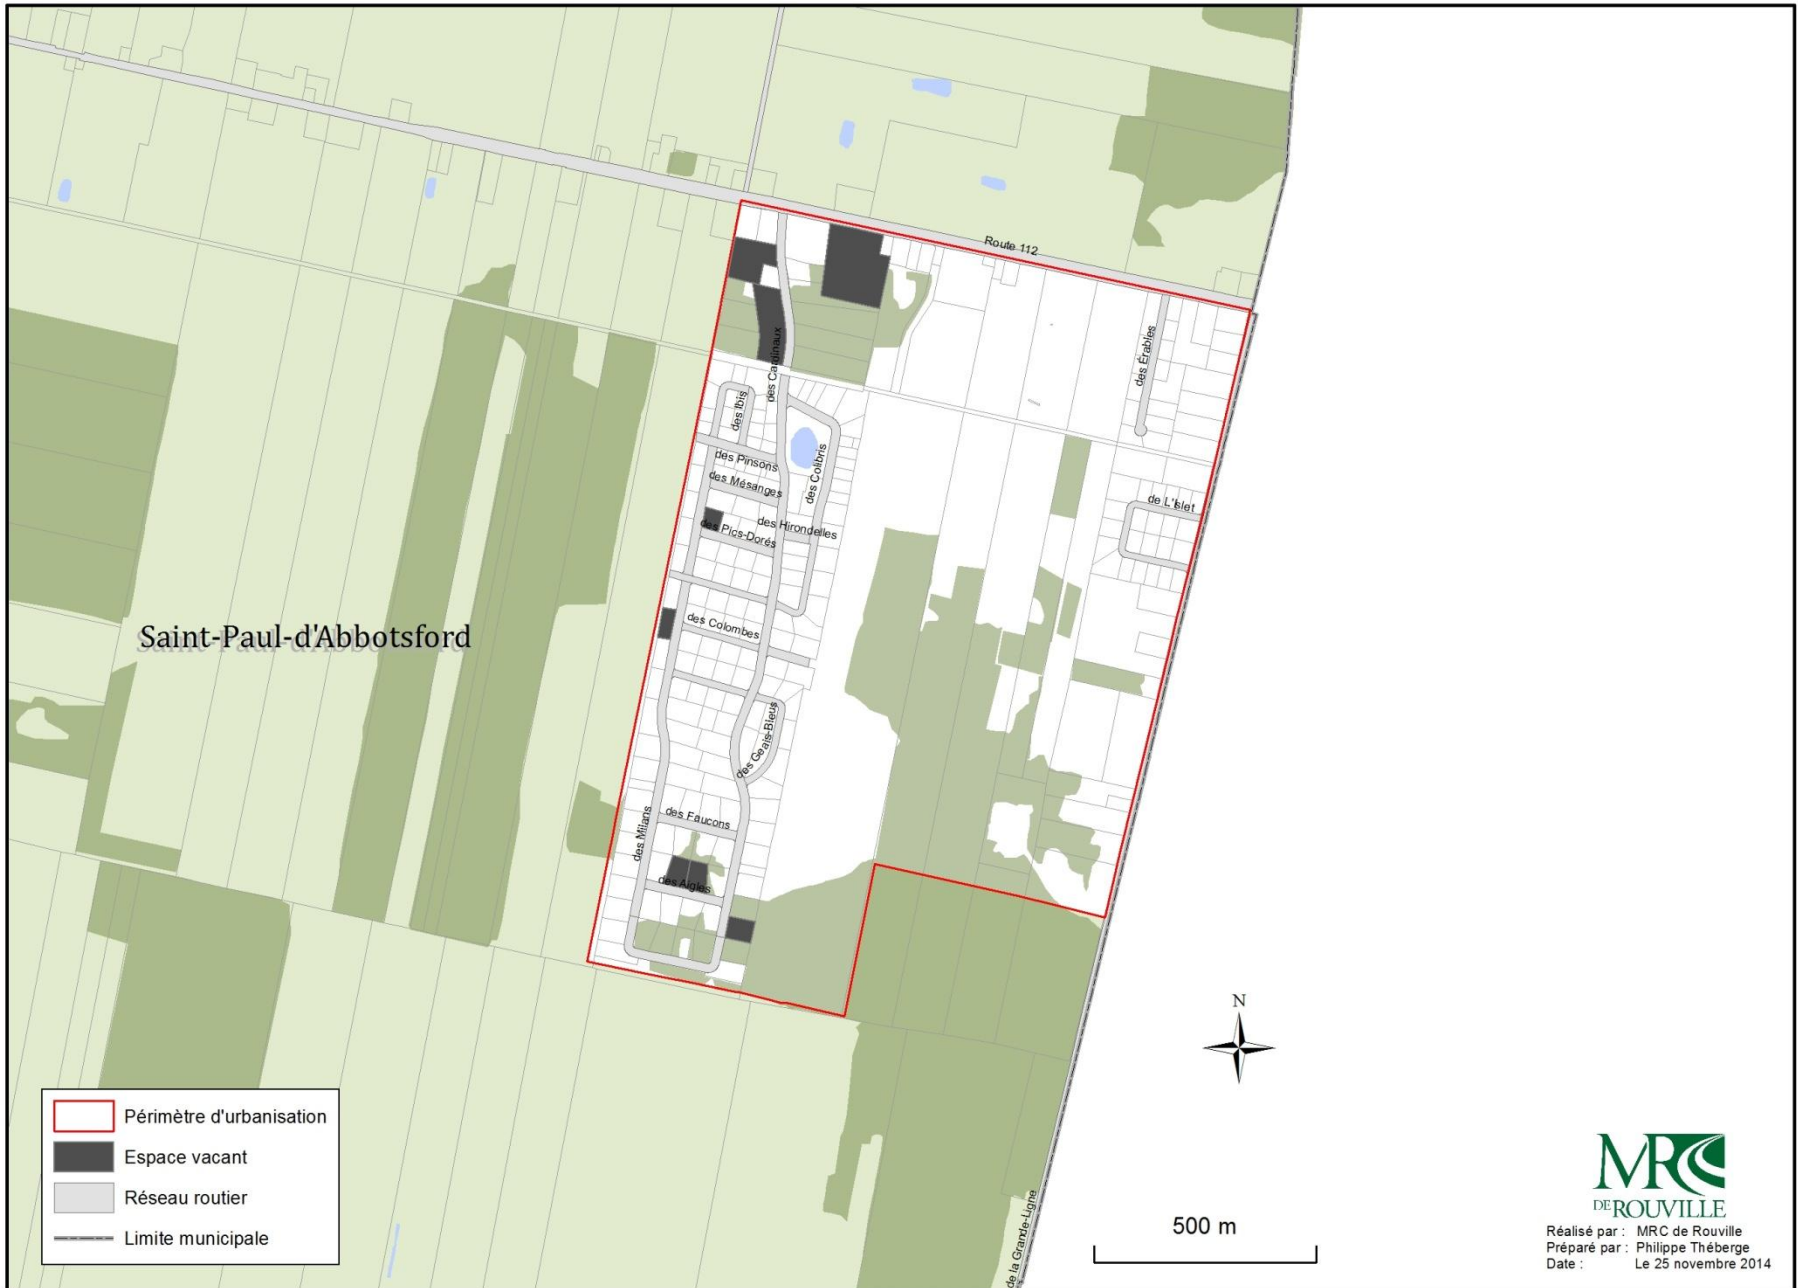 Route 112
des Érables
des Cardinaux
des Ibis
des Colibris
des Pinsons
des Mésanges
de L'Islet
des Hirondelles
des Pics-Dorés
Saint-Paul-d'Abbotsford
des Colombes
des Geais-Bleus
des Milans
des Faucons
des Aigles
N
Périmètre d'urbanisation
Espace vacant
Réseau routier
Limite municipale
de la Grande-Ligne
500 m
MRC
DE ROUVILLE
Réalisé par : MRC de Rouville
Préparé par : Philippe Théberge
Date : Le 25 novembre 2014